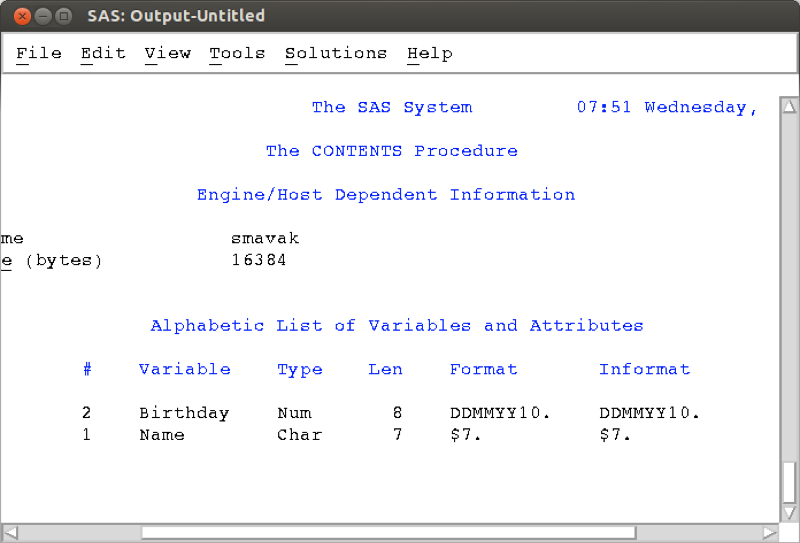 SAS: Output-Untitled
File Edit View Tools Solutions Help
The SAS System 07:51 Wednesday,
The CONTENTS Procedure
Engine/Host Dependent Information
me smavak
e (bytes) 16384
Alphabetic List of Variables and Attributes
# Variable Type Len Format Informat
2 Birthday Num 8 DDMMYY10. DDMMYY10.
1 Name Char 7 $7. $7.